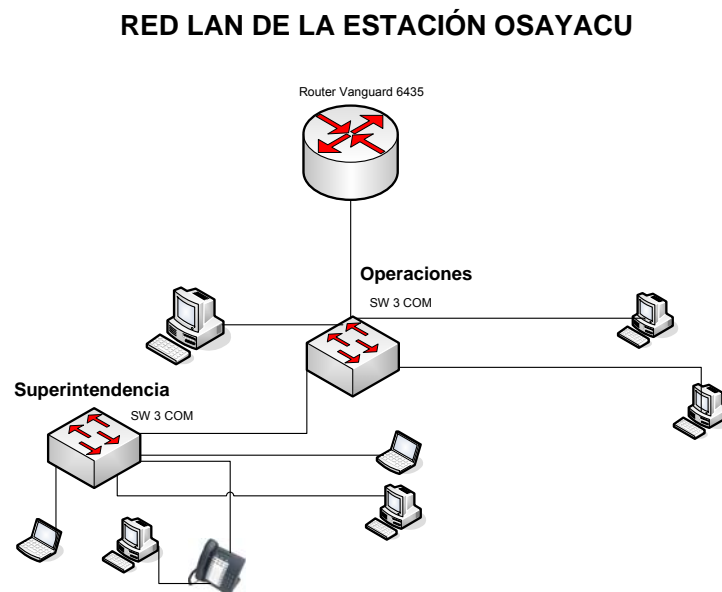 RED LAN DE LA ESTACIÓN OSAYACU
Router Vanguard 6435
Operaciones
SW 3 COM
Superintendencia
SW 3 COM